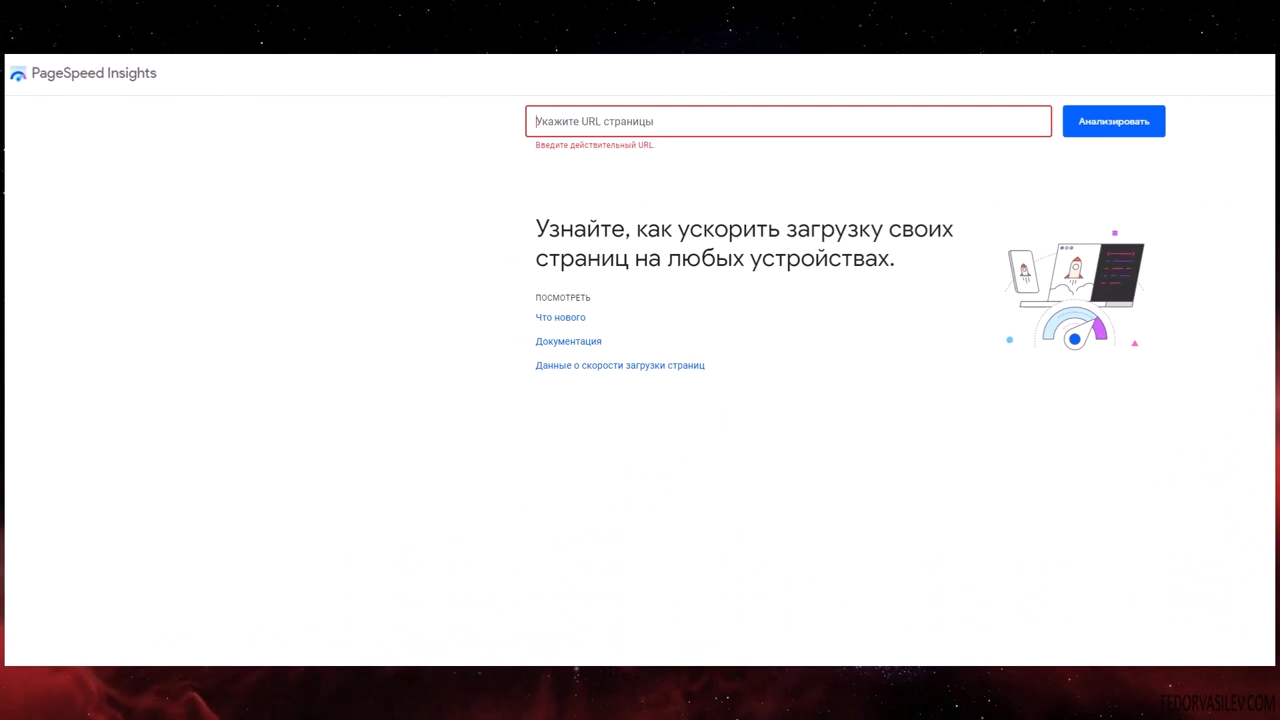 PageSpeed Insights
Укажите URL страницы
Анализировать
Введите действительный URL.
Узнайте, как ускорить загрузку своих
страниц на любых устройствах.
ПОСМОТРЕТЬ
Что нового
Документация
Данные о скорости загрузки страниц
FEDORVASILEV.COM